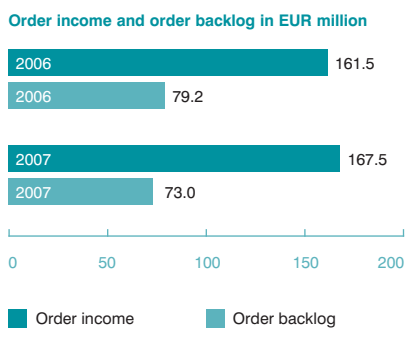 Order income and order backlog in EUR million
2006 161.5
2006 79.2
2007 167.5
2007 73.0
0 50 100 150 200
Order income Order backlog